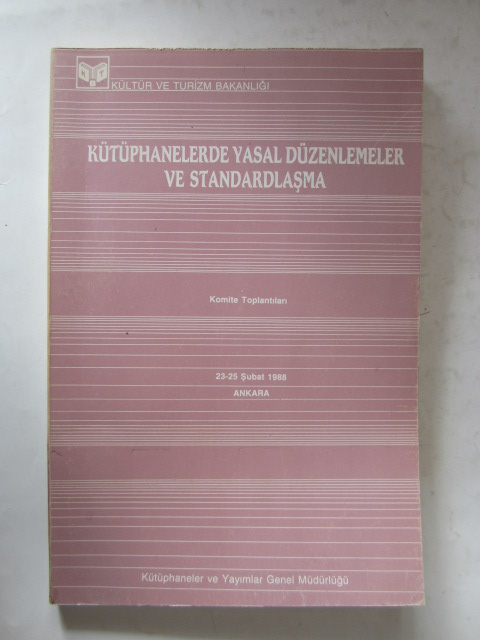 KÜLTÜR VE TURİZM BAKANLIĞI
KÜTÜPHANELERDE YASAL DÜZENLEMELER
VE STANDARDLAŞMA
Komite Toplantıları
23-25 Şubat 1988
ANKARA
Kütüphaneler ve Yayımlar Genel Müdürlüğü